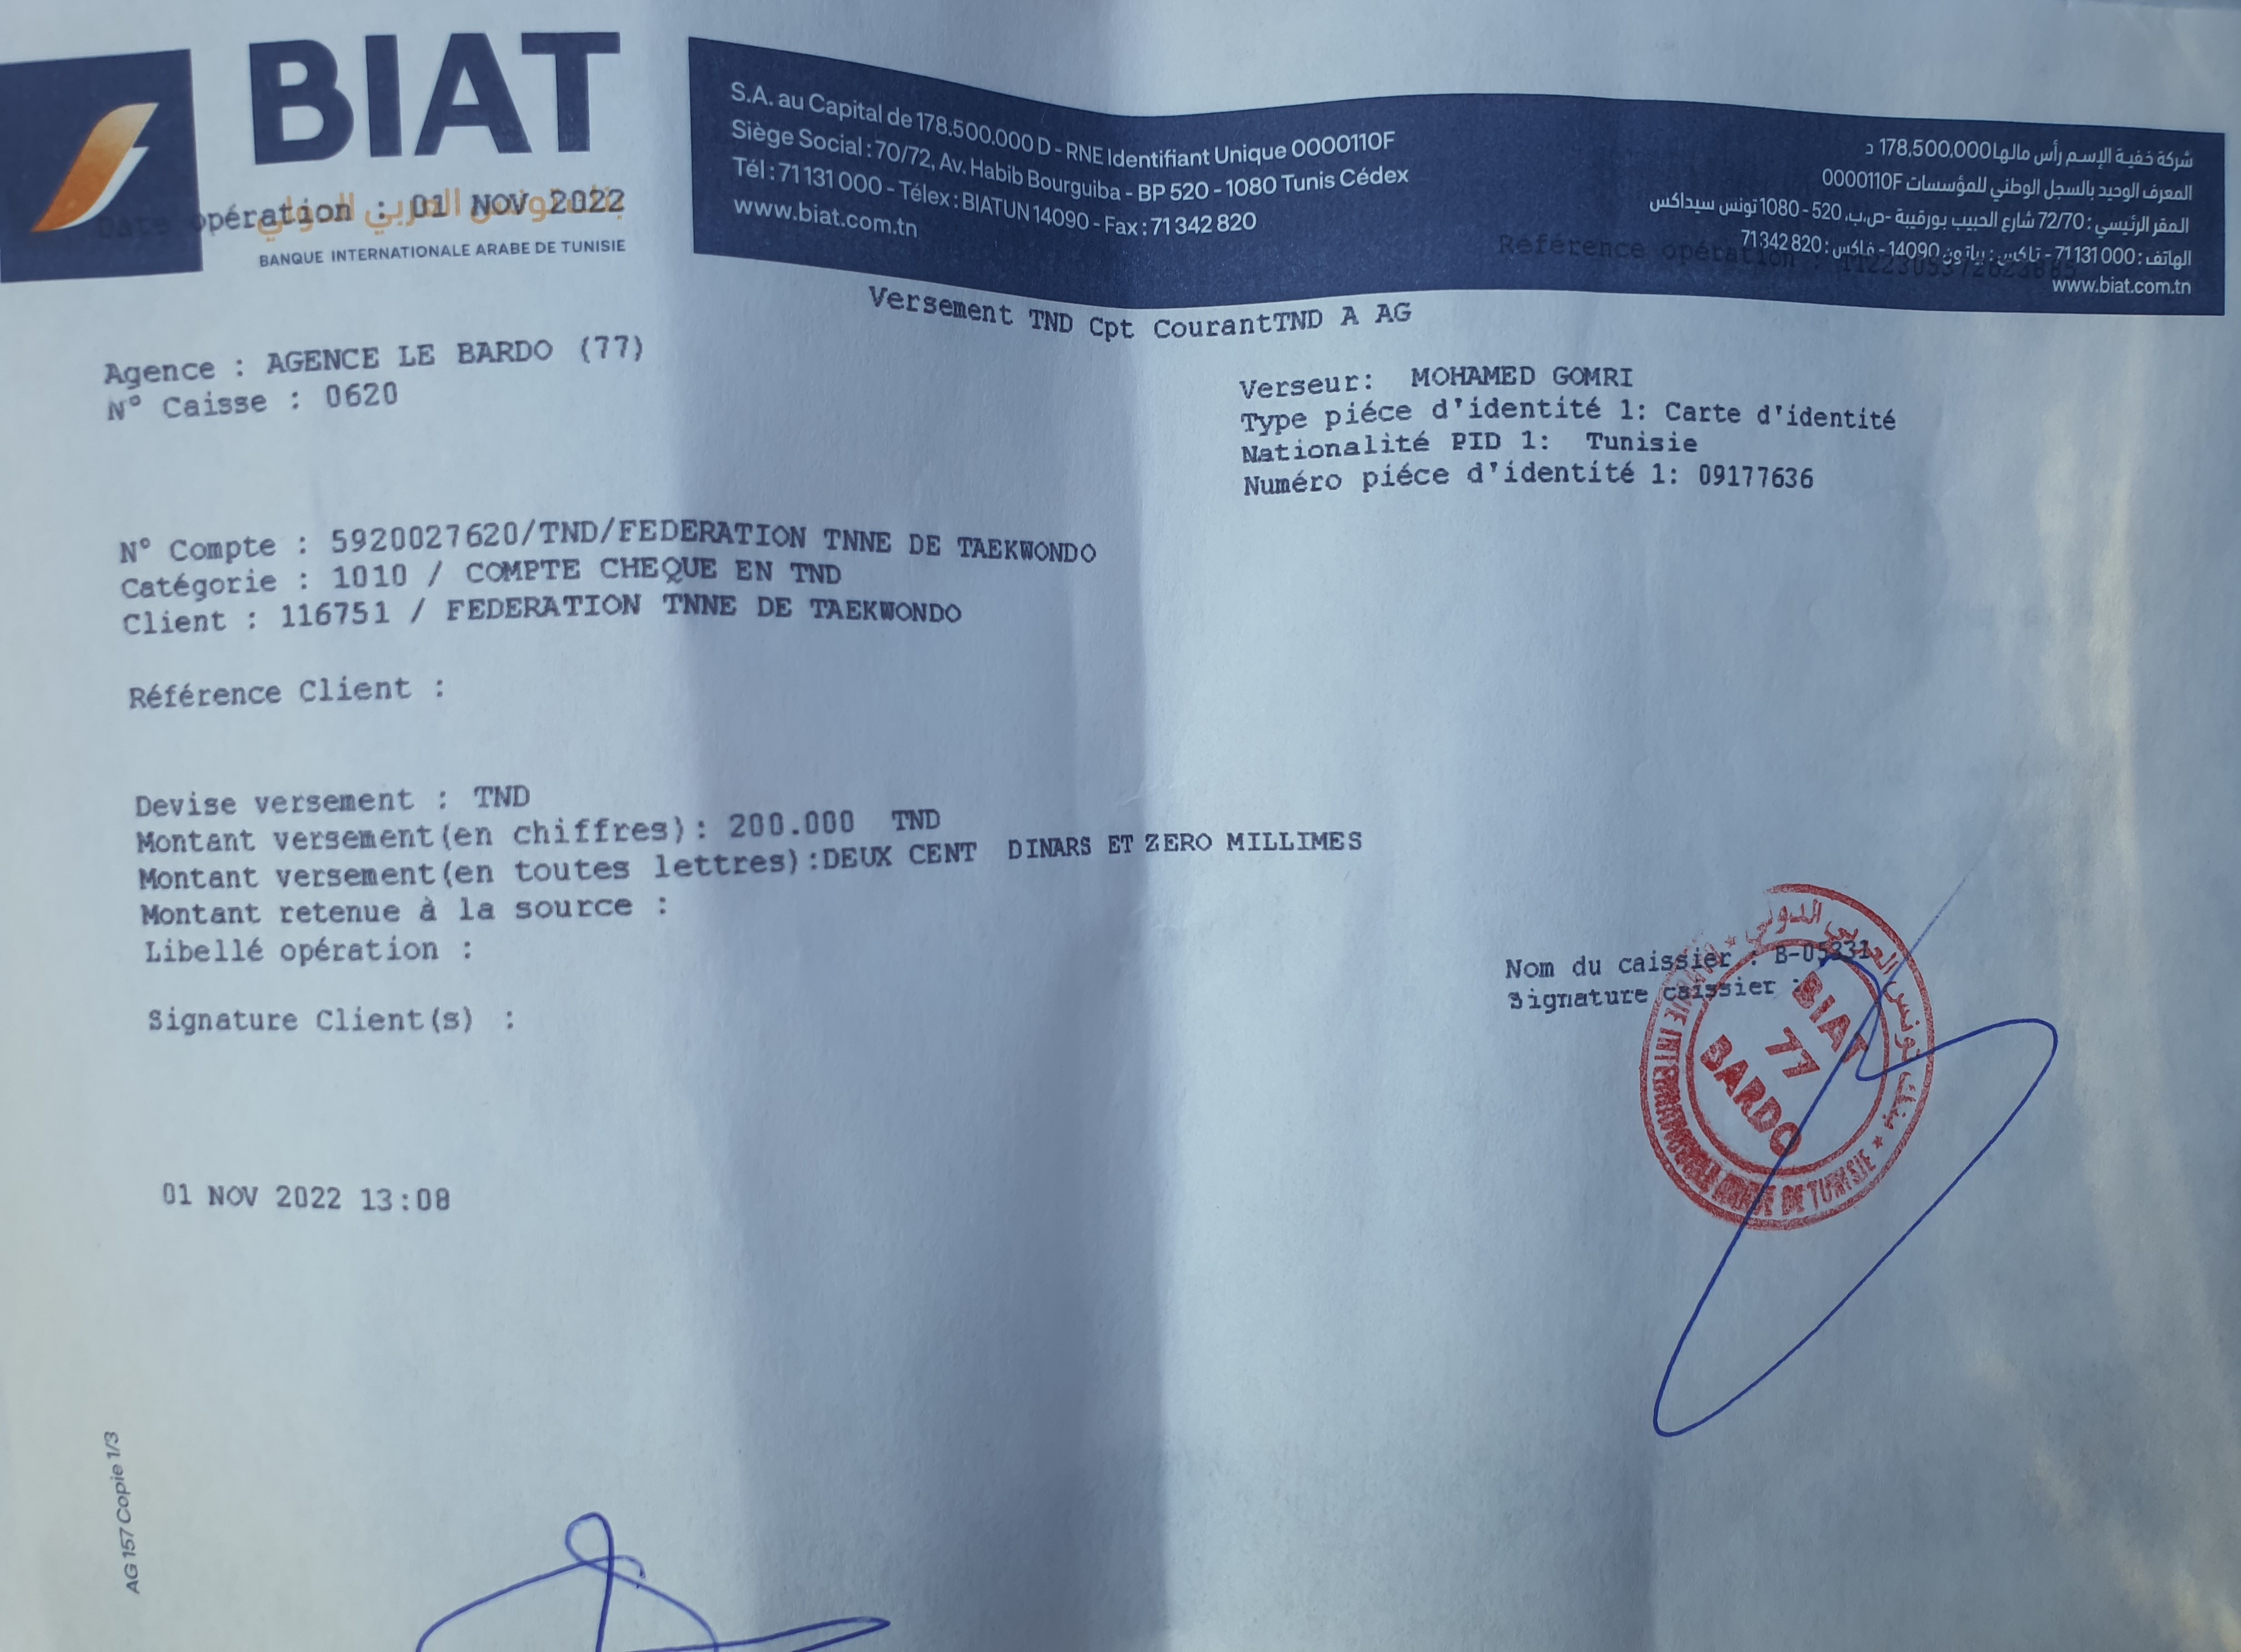 BIAT
Date opération : 01 NOV 2022
BANQUE INTERNATIONALE ARABE DE TUNISIE
S.A. au Capital de 178.500.000 D - RNE Identifiant Unique 0000110F
Siège Social : 70/72, Av. Habib Bourguiba - BP 520 - 1080 Tunis Cédex
Tél : 71 131 000 - Télex : BIATUN 14090 - Fax : 71 342 820
www.biat.com.tn
شركة خفية الإسم رأس مالها 178,500,000 د
المعرف الوحيد بالسجل الوطني للمؤسسات 0000110F
المقر الرئيسي : 72/70 شارع الحبيب بورقيبة -ص.ب. 520 - 1080 تونس سيداكس
الهاتف : 71 131 000 - تلكس : بياتون 14090 - فاكس : 71 342 820
www.biat.com.tn
Référence opération :
Versement TND Cpt CourantTND A AG
Agence : AGENCE LE BARDO (77)
N° Caisse : 0620
Verseur: MOHAMED GOMRI
Type piéce d'identité 1: Carte d'identité
Nationalité PID 1: Tunisie
Numéro piéce d'identité 1: 09177636
N° Compte : 5920027620/TND/FEDERATION TNNE DE TAEKWONDO
Catégorie : 1010 / COMPTE CHEQUE EN TND
Client : 116751 / FEDERATION TNNE DE TAEKWONDO
Référence Client :
Devise versement : TND
Montant versement(en chiffres): 200.000 TND
Montant versement(en toutes lettres):DEUX CENT DINARS ET ZERO MILLIMES
Montant retenue à la source :
Libellé opération :
Nom du caissier : B-05331
Signature caissier :
Signature Client(s) :
بنك تونس العربي الدولي
BIAT
77
BARDO
BANQUE INTERNATIONALE ARABE DE TUNISIE
01 NOV 2022 13:08
AG 157 Copie 1/3